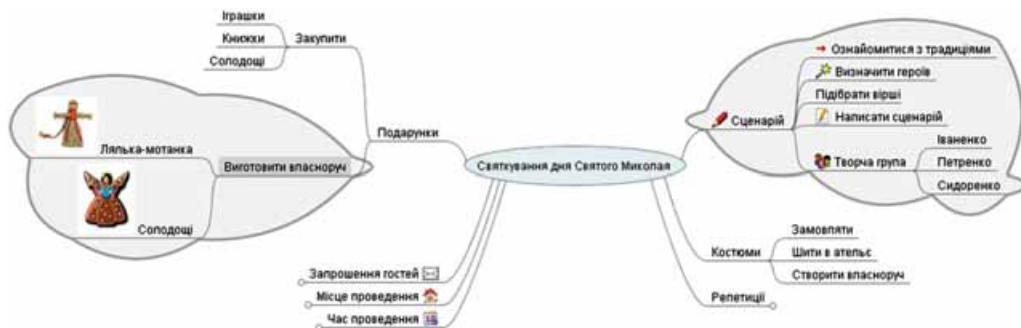 Іграшки
Книжки
Солодощі
Закупити
Лялька-мотанка
Солодощі
Виготовити власноруч
Подарунки
Запрошення гостей
Місце проведення
Час проведення
Святкування дня Святого Миколая
Сценарій
Ознайомитися з традиціями
Визначити героїв
Підібрати вірші
Написати сценарій
Творча група
Іваненко
Петренко
Сидоренко
Костюми
Замовляти
Шити в ательє
Створити власноруч
Репетиції